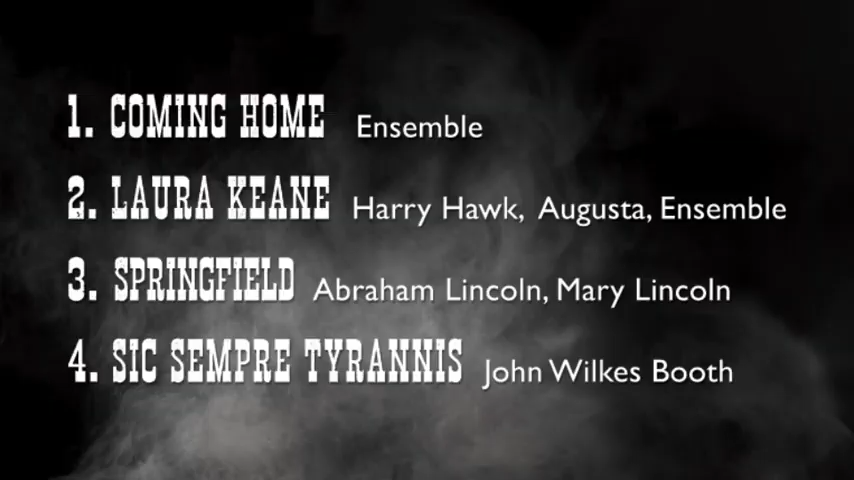 1. COMING HOME Ensemble
2. LAURA KEANE Harry Hawk, Augusta, Ensemble
3. SPRINGFIELD Abraham Lincoln, Mary Lincoln
4. SIC SEMPRE TYRANNIS John Wilkes Booth